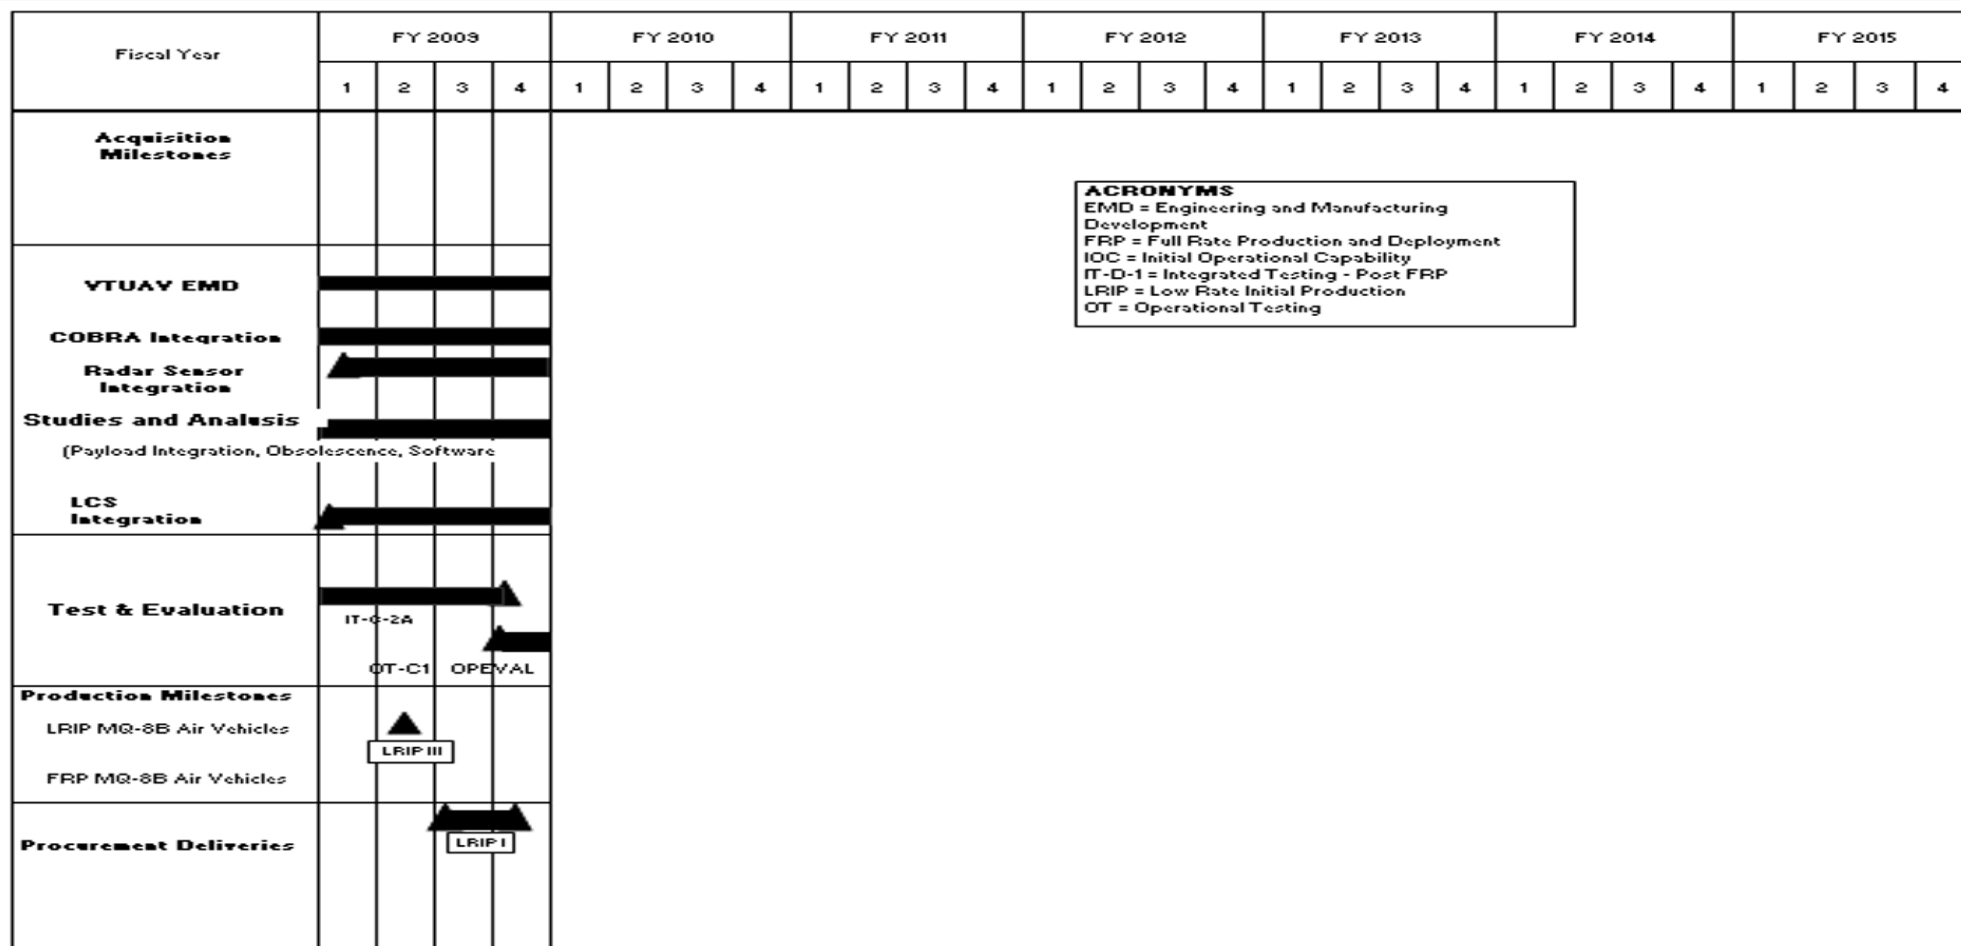 Fiscal Year
FY 2009 FY 2010 FY 2011 FY 2012 FY 2013 FY 2014 FY 2015
1 2 3 4 1 2 3 4 1 2 3 4 1 2 3 4 1 2 3 4 1 2 3 4 1 2 3 4
Acquisition
Milestones
ACRONYMS
EMD = Engineering and Manufacturing
Development
FRP = Full Rate Production and Deployment
IOC = Initial Operational Capability
IT-D-1 = Integrated Testing - Post FRP
LRIP = Low Rate Initial Production
OT = Operational Testing
VTUAV EMD
COBRA Integration
Radar Sensor
Integration
Studies and Analysis
(Payload Integration, Obsolescence, Software
LCS
Integration
Test & Evaluation
IT-C-2A
OT-C1 OPEVAL
Production Milestones
LRIP MQ-8B Air Vehicles
LRIP III
FRP MQ-8B Air Vehicles
Procurement Deliveries
LRIP I